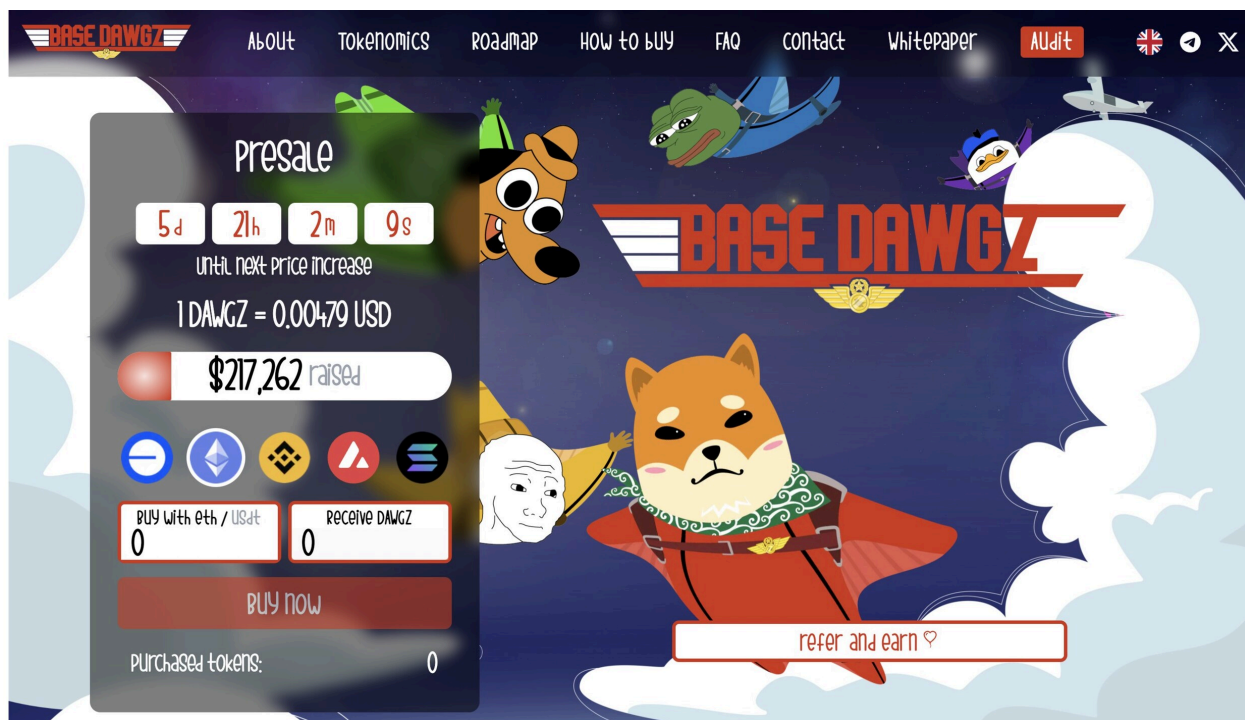 BASE DAWGZ
About
Tokenomics
Roadmap
How to buy
FAQ
Contact
Whitepaper
Audit
Presale
5d 21h 2m 9s
Until next price increase
1 DAWGZ = 0.00479 USD
$217,262 raised
Buy with eth / usdt
0
Receive DAWGZ
0
Buy now
Purchased tokens: 0
BASE DAWGZ
refer and earn ♡